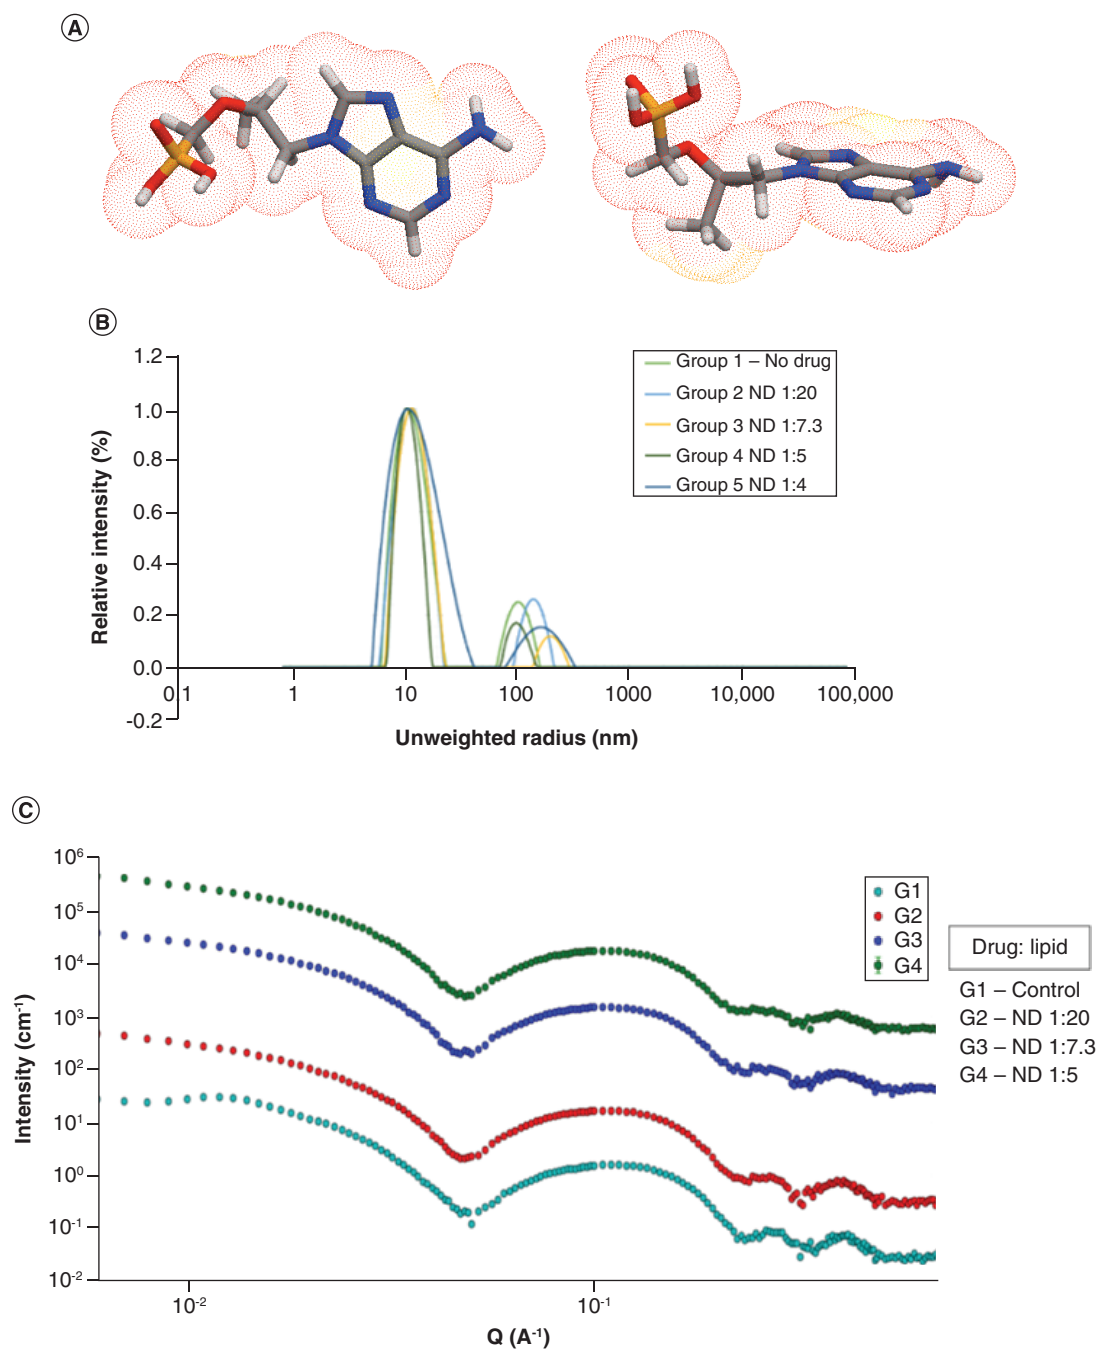 A
B
1.2
1.0
0.8
0.6
0.4
0.2
0.0
-0.2
Relative intensity (%)
0.1
1
10
100
1000
10,000
100,000
Unweighted radius (nm)
Group 1 – No drug
Group 2 ND 1:20
Group 3 ND 1:7.3
Group 4 ND 1:5
Group 5 ND 1:4
C
10⁶
10⁵
10⁴
10³
10²
10¹
10⁰
10⁻¹
10⁻²
Intensity (cm⁻¹)
10⁻²
10⁻¹
Q (A⁻¹)
G1
G2
G3
G4
Drug: lipid
G1 – Control
G2 – ND 1:20
G3 – ND 1:7.3
G4 – ND 1:5